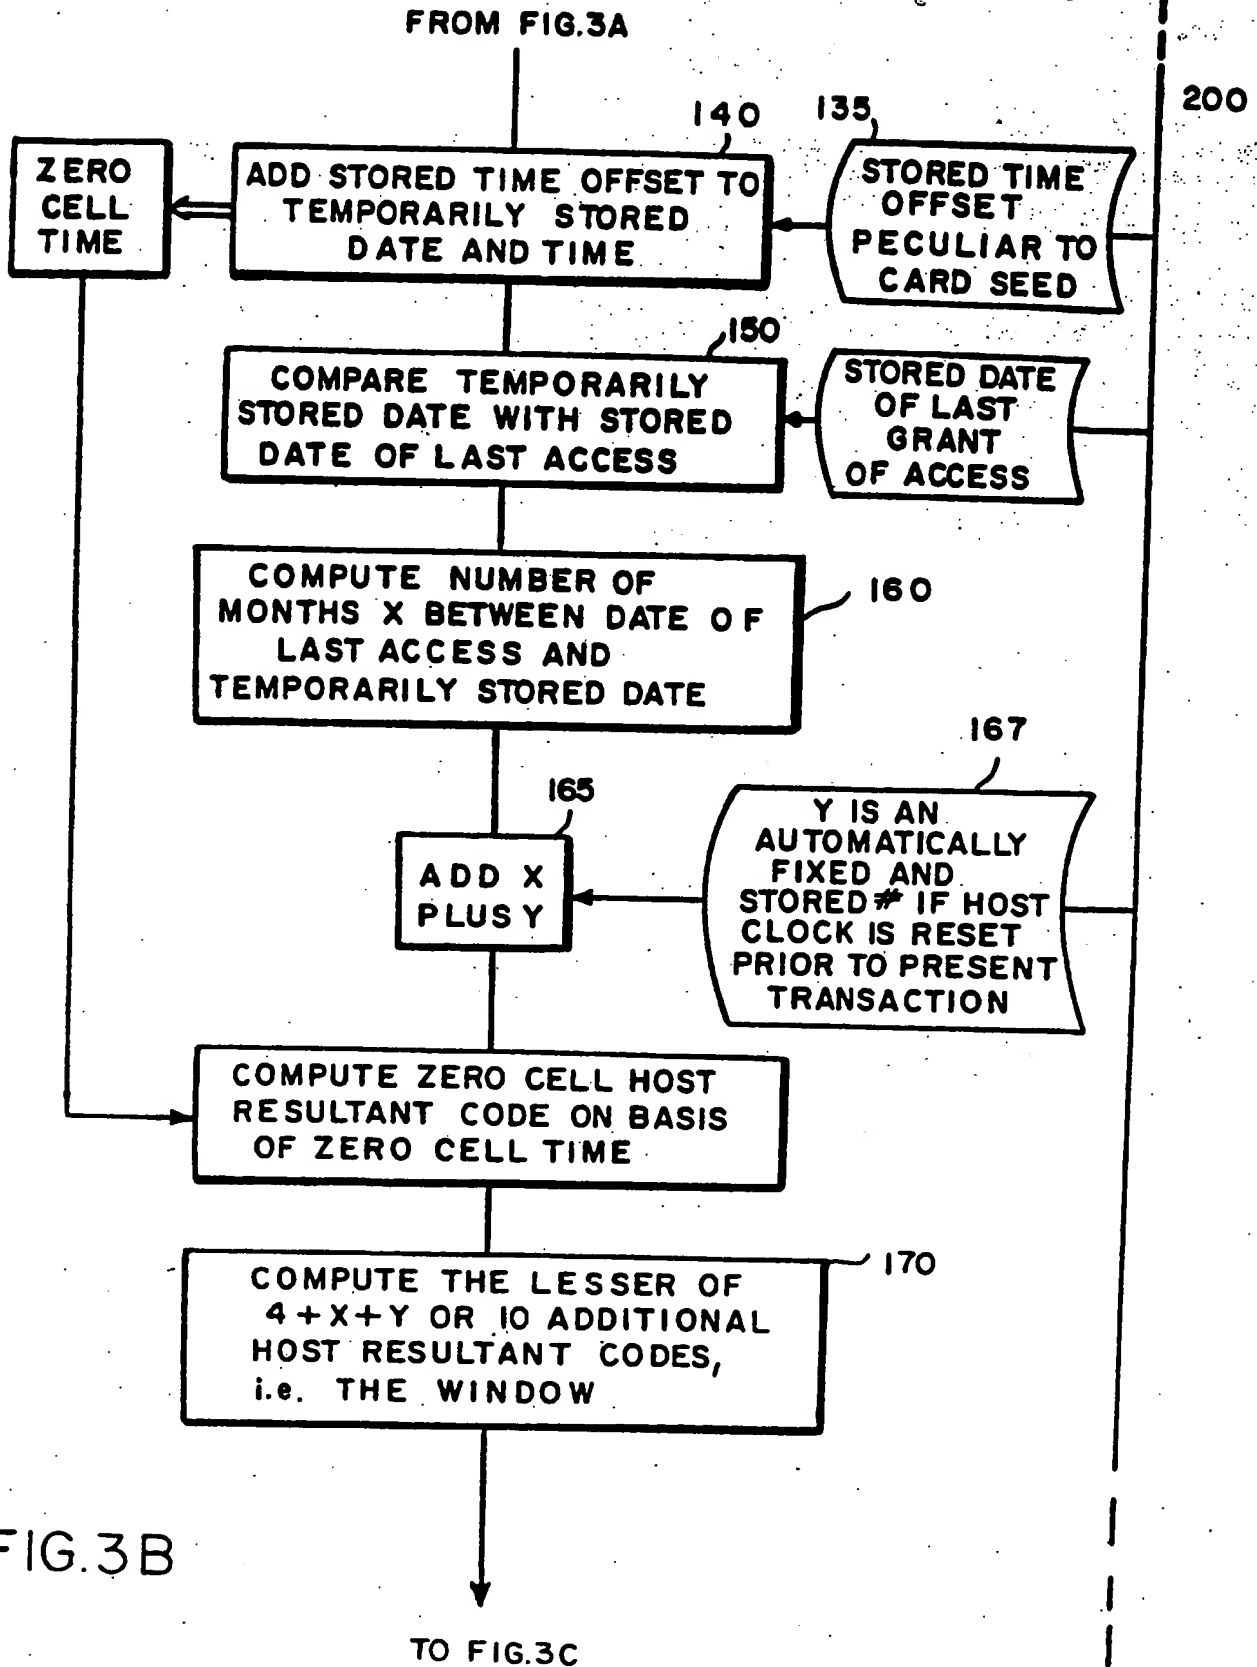 FROM FIG.3A
200
140
135
ZERO
CELL
TIME
ADD STORED TIME OFFSET TO
TEMPORARILY STORED
DATE AND TIME
STORED TIME
OFFSET
PECULIAR TO
CARD SEED
150
COMPARE TEMPORARILY
STORED DATE WITH STORED
DATE OF LAST ACCESS
STORED DATE
OF LAST
GRANT
OF ACCESS
COMPUTE NUMBER OF
MONTHS X BETWEEN DATE OF
LAST ACCESS AND
TEMPORARILY STORED DATE
160
167
165
ADD X
PLUS Y
Y IS AN
AUTOMATICALLY
FIXED AND
STORED # IF HOST
CLOCK IS RESET
PRIOR TO PRESENT
TRANSACTION
COMPUTE ZERO CELL HOST
RESULTANT CODE ON BASIS
OF ZERO CELL TIME
170
COMPUTE THE LESSER OF
4+X+Y OR 10 ADDITIONAL
HOST RESULTANT CODES,
i.e. THE WINDOW
FIG.3B
TO FIG.3C